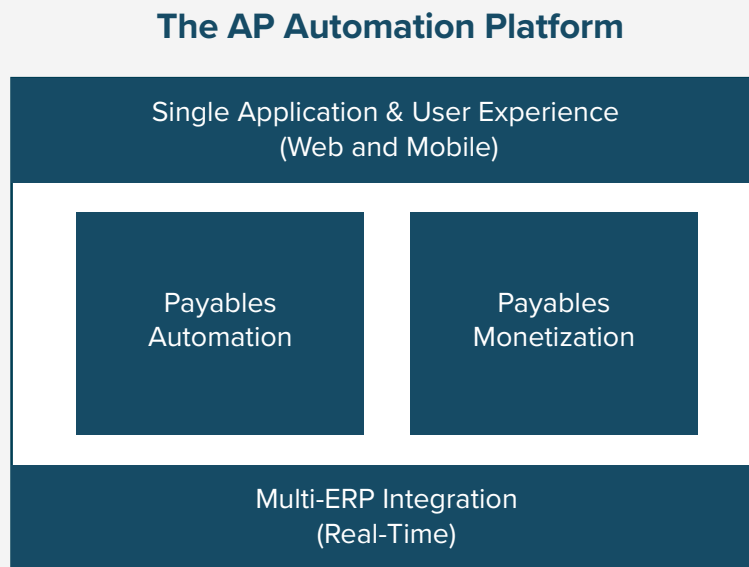 The AP Automation Platform
Single Application & User Experience
(Web and Mobile)
Payables
Automation
Payables
Monetization
Multi-ERP Integration
(Real-Time)